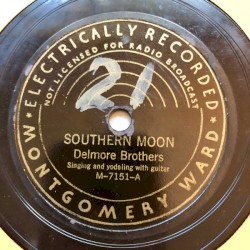 ELECTRICALLY RECORDED
NOT LICENSED FOR RADIO BROADCAST
21
SOUTHERN MOON
Delmore Brothers
Singing and yodeling with guitar
M-7151-A
★ MONTGOMERY WARD ★